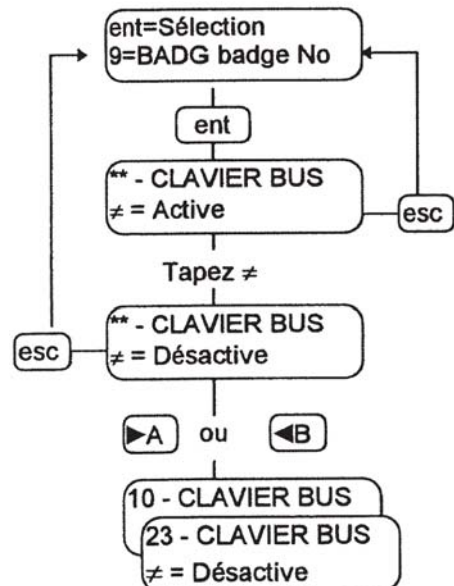 ent=Sélection
9=BADG badge No
ent
** - CLAVIER BUS
≠ = Active
esc
Tapez ≠
** - CLAVIER BUS
≠ = Désactive
esc
►A ou ◄B
10 - CLAVIER BUS
23 - CLAVIER BUS
≠ = Désactive